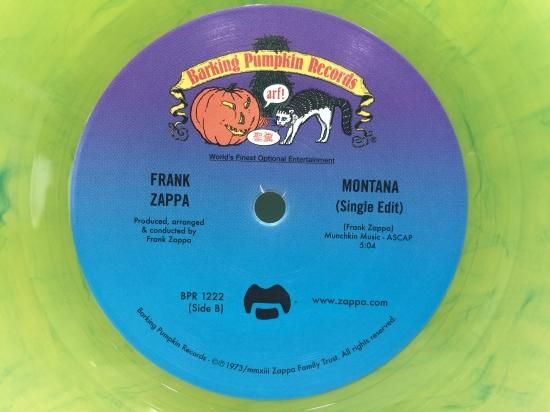 Barking Pumpkin Records
arf!
World's Finest Optional Entertainment
FRANK
ZAPPA
Produced, arranged
& conducted by
Frank Zappa
MONTANA
(Single Edit)
[Frank Zappa]
Munchkin Music - ASCAP
5:04
BPR 1222
(Side B)
www.zappa.com
Barking Pumpkin Records - ©℗ 1973/mmxiii Zappa Family Trust. All rights reserved.